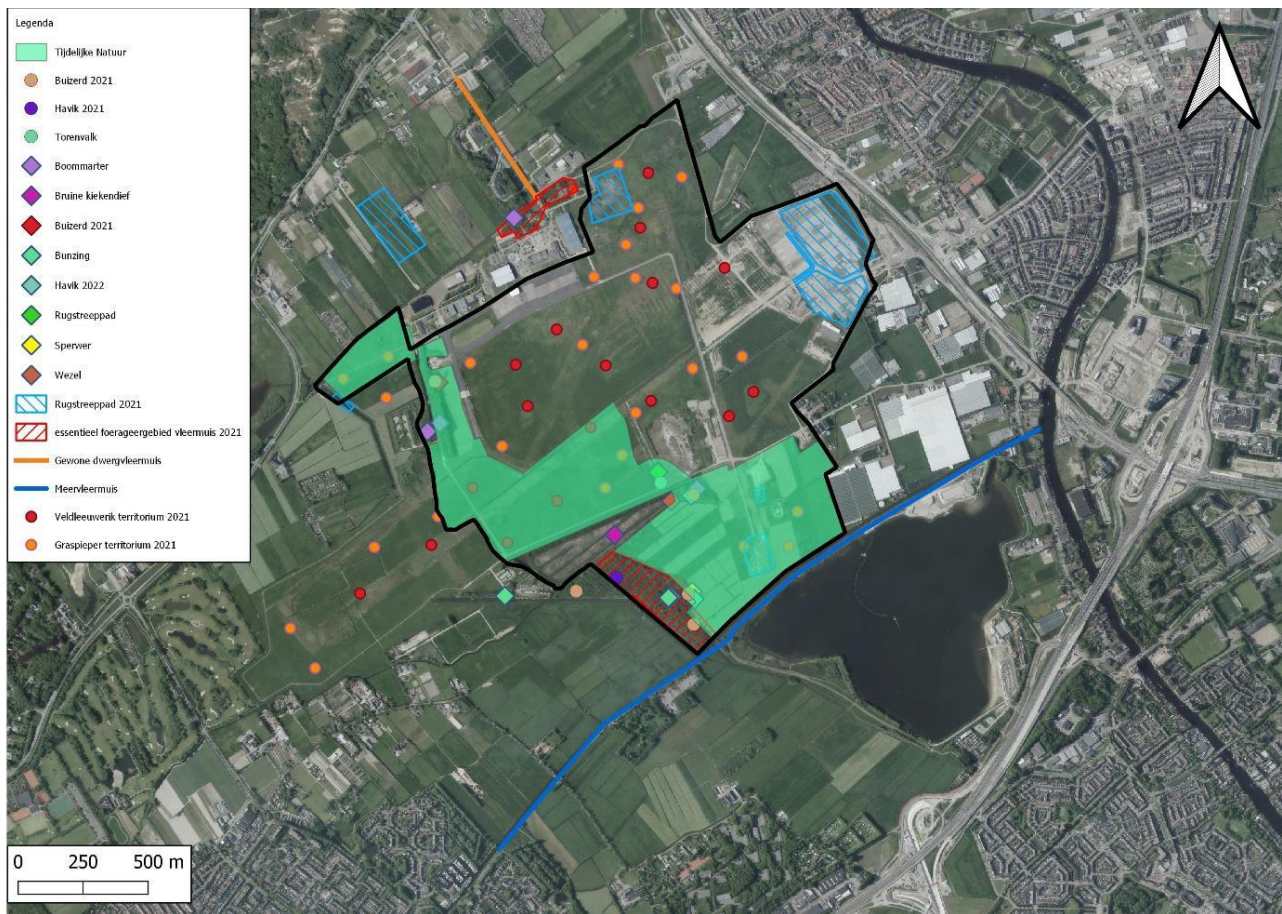 Legenda
Tijdelijke Natuur
Buizerd 2021
Havik 2021
Torenvalk
Boommarter
Bruine kiekendief
Buizerd 2021
Bunzing
Havik 2022
Rugstreeppad
Sperwer
Wezel
Rugstreeppad 2021
essentieel foerageergebied vleermuis 2021
Gewone dwergvleermuis
Meervleermuis
Veldleeuwerik territorium 2021
Graspieper territorium 2021
0 250 500 m